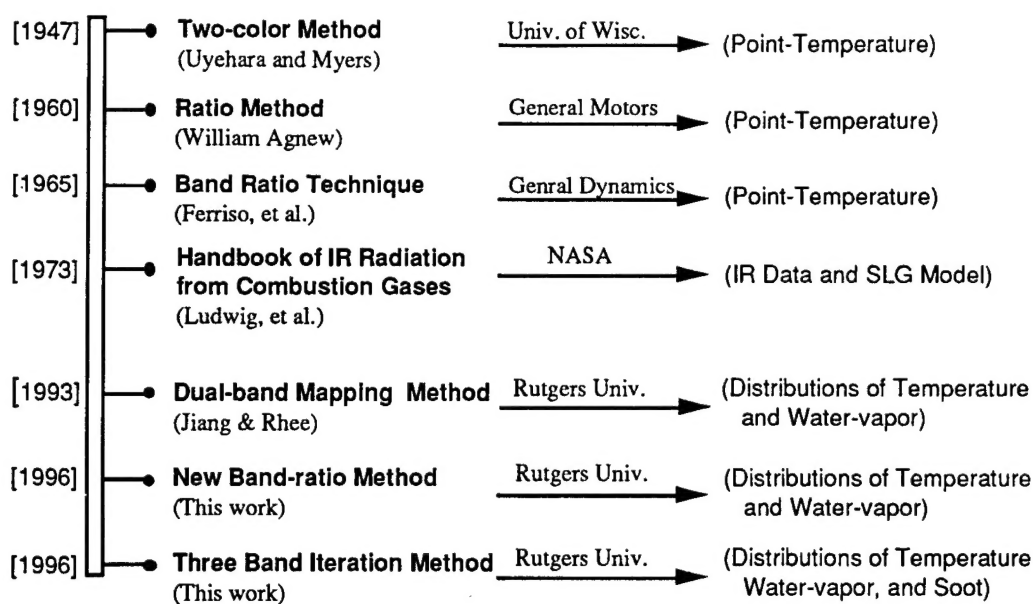 [1947] Two-color Method Univ. of Wisc. (Point-Temperature)
(Uyehara and Myers)
[1960] Ratio Method General Motors (Point-Temperature)
(William Agnew)
[1965] Band Ratio Technique Genral Dynamics (Point-Temperature)
(Ferriso, et al.)
[1973] Handbook of IR Radiation NASA (IR Data and SLG Model)
from Combustion Gases
(Ludwig, et al.)
[1993] Dual-band Mapping Method Rutgers Univ. (Distributions of Temperature
(Jiang & Rhee) and Water-vapor)
[1996] New Band-ratio Method Rutgers Univ. (Distributions of Temperature
(This work) and Water-vapor)
[1996] Three Band Iteration Method Rutgers Univ. (Distributions of Temperature
(This work) Water-vapor, and Soot)